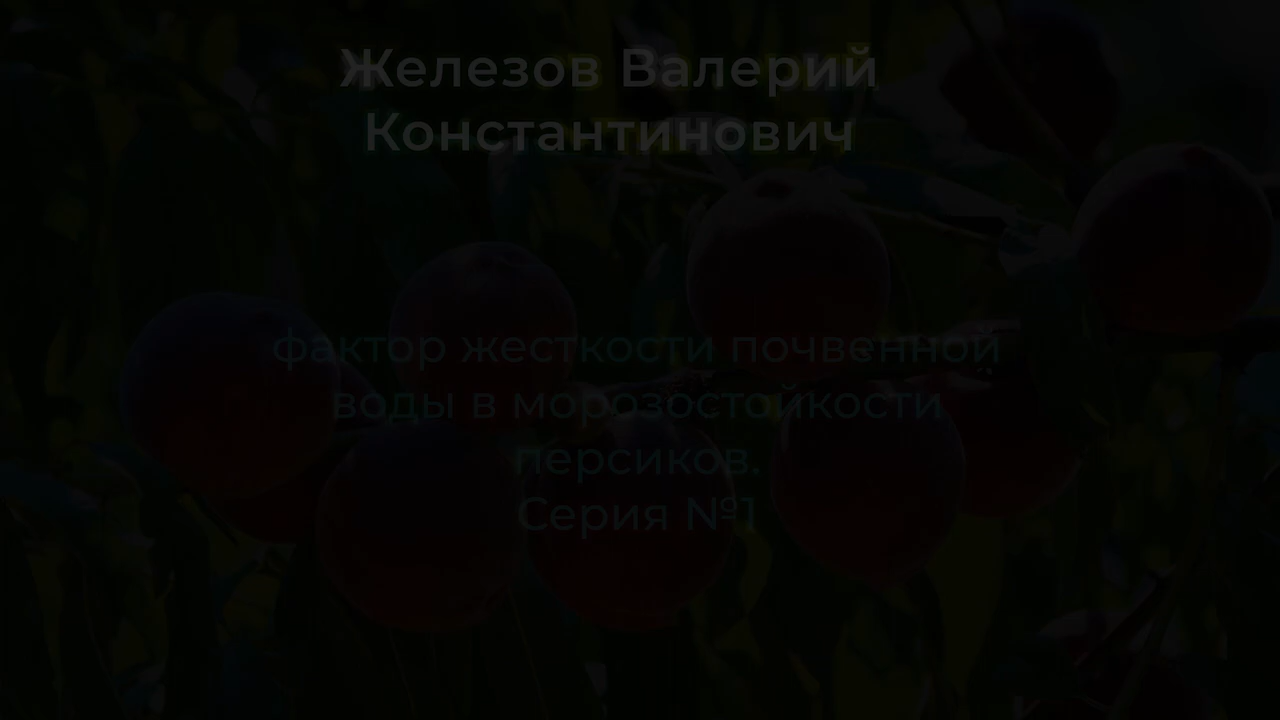 Железов Валерий
Константинович
фактор жесткости почвенной
воды в морозостойкости
персиков.
Серия №1